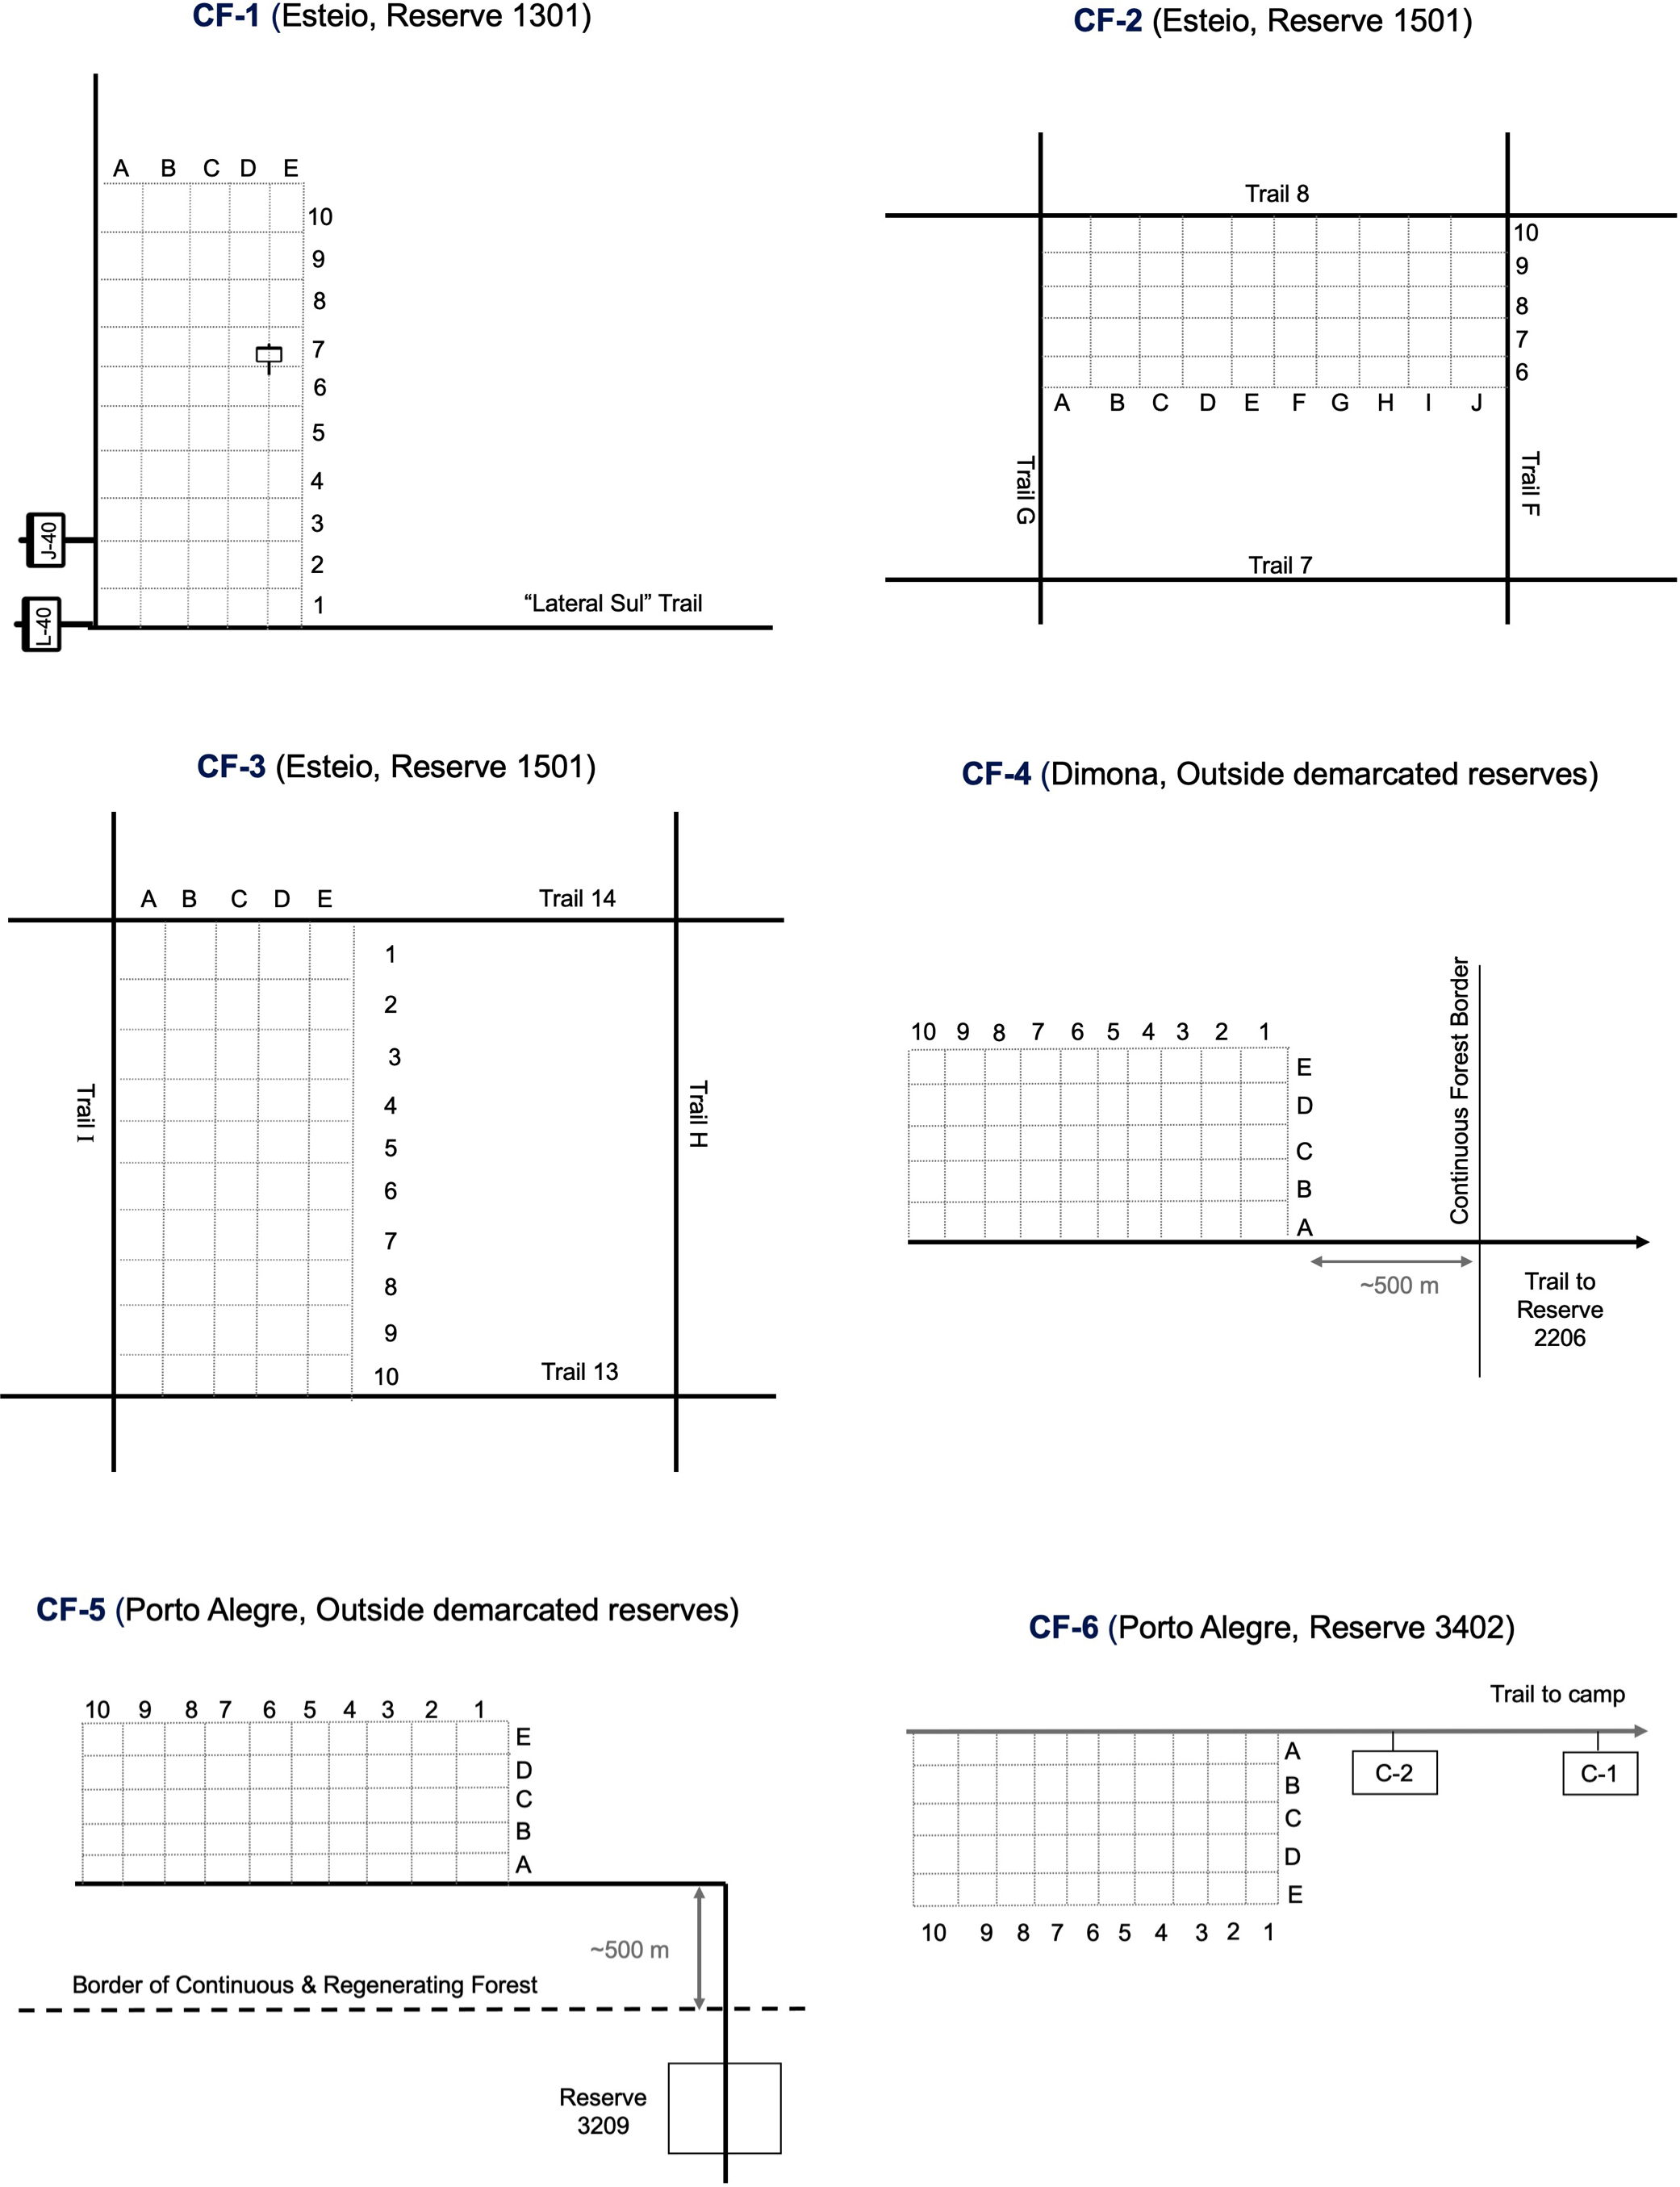 CF-1 (Esteio, Reserve 1301)
A B C D E
10
9
8
7
6
5
4
3
2
1
J-40
L-40
“Lateral Sul” Trail
CF-2 (Esteio, Reserve 1501)
Trail 8
10
9
8
7
6
A B C D E F G H I J
Trail G
Trail F
Trail 7
CF-3 (Esteio, Reserve 1501)
A B C D E
Trail 14
1
2
3
4
5
6
7
8
9
10
Trail I
Trail H
Trail 13
CF-4 (Dimona, Outside demarcated reserves)
10 9 8 7 6 5 4 3 2 1
E
D
C
B
A
Continuous Forest Border
~500 m
Trail to
Reserve
2206
CF-5 (Porto Alegre, Outside demarcated reserves)
10 9 8 7 6 5 4 3 2 1
E
D
C
B
A
~500 m
Border of Continuous & Regenerating Forest
Reserve
3209
CF-6 (Porto Alegre, Reserve 3402)
Trail to camp
A
B
C
D
E
C-2
C-1
10 9 8 7 6 5 4 3 2 1